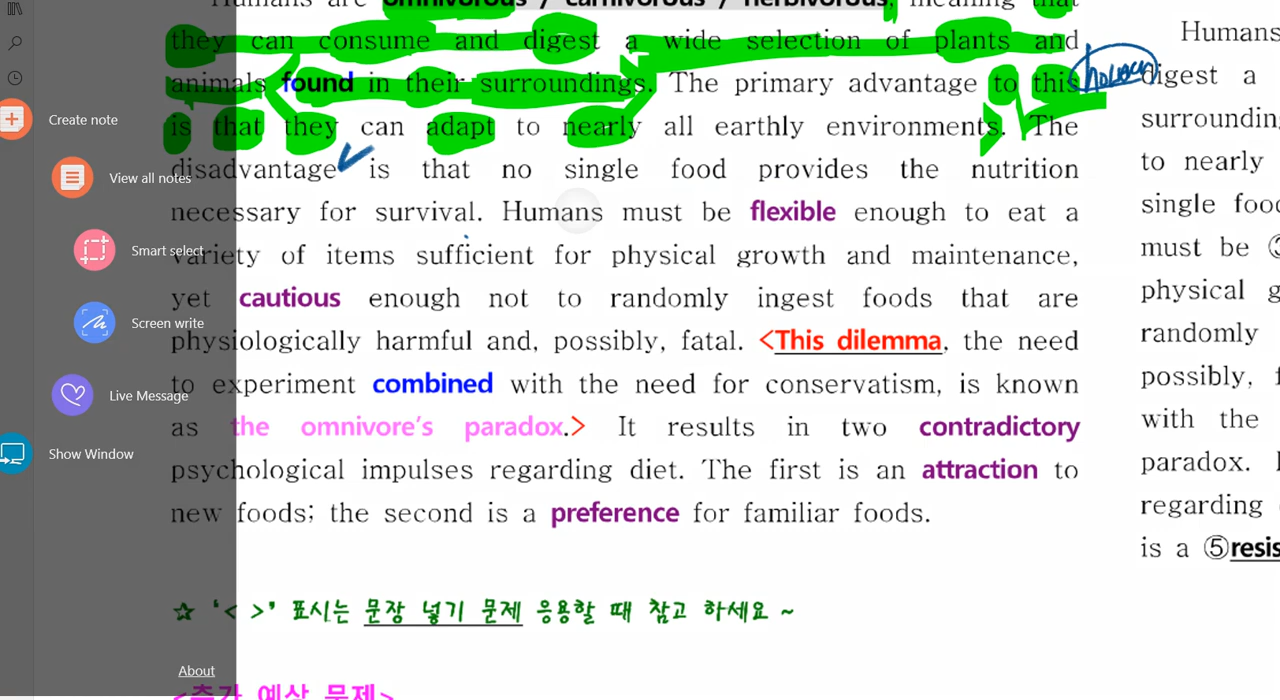 Humans are omnivorous / carnivorous / herbivorous, meaning that
they can consume and digest a wide selection of plants and
animals found in their surroundings. The primary advantage to this
is that they can adapt to nearly all earthly environments. The
disadvantage is that no single food provides the nutrition
necessary for survival. Humans must be flexible enough to eat a
variety of items sufficient for physical growth and maintenance,
yet cautious enough not to randomly ingest foods that are
physiologically harmful and, possibly, fatal. <This dilemma, the need
to experiment combined with the need for conservatism, is known
as the omnivore's paradox.> It results in two contradictory
psychological impulses regarding diet. The first is an attraction to
new foods; the second is a preference for familiar foods.
☆ '< >' 표시는 문장 넣기 문제 응용할 때 참고 하세요 ~
<추가 예상 문제>
Create note
View all notes
Smart select
Screen write
Live Message
Show Window
About
Humans
digest a
surrounding
to nearly
single food
must be
physical g
randomly
possibly, f
with the
paradox. I
regarding
is a ⑤resis